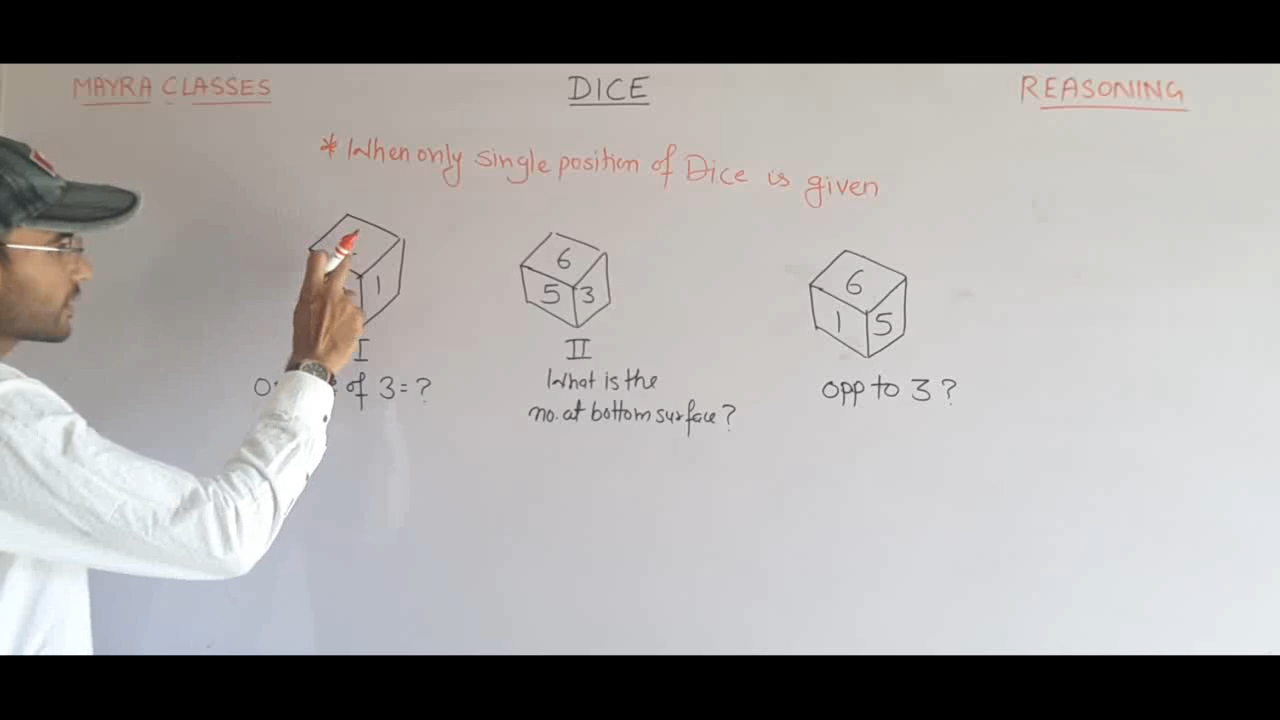 MAYRA CLASSES
DICE
REASONING
* When only single position of Dice is given
1
6
5 3
6
1 5
I
II
of 3 = ?
What is the
no. at bottom surface?
opp to 3 ?